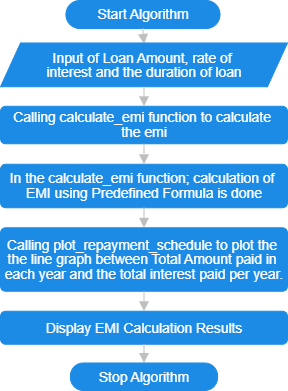 Start Algorithm
Input of Loan Amount, rate of
interest and the duration of loan
Calling calculate_emi function to calculate
the emi
In the calculate_emi function; calculation of
EMI using Predefined Formula is done
Calling plot_repayment_schedule to plot the
the line graph between Total Amount paid in
each year and the total interest paid per year.
Display EMI Calculation Results
Stop Algorithm